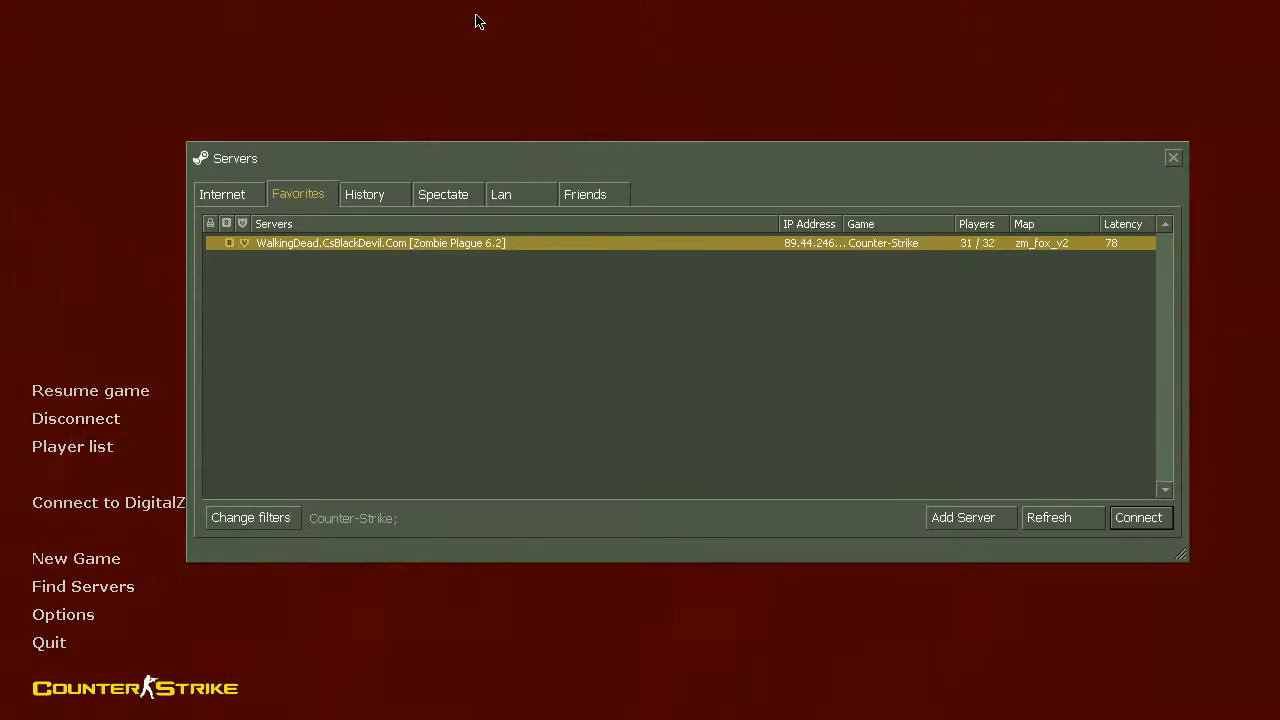 Servers
Internet Favorites History Spectate Lan Friends
Servers IP Address Game Players Map Latency
WalkingDead.CsBlackDevil.Com [Zombie Plague 6.2] 89.44.246... Counter-Strike 31 / 32 zm_fox_v2 78
Resume game
Disconnect
Player list
Connect to DigitalZ
Change filters Counter-Strike; Add Server Refresh Connect
New Game
Find Servers
Options
Quit
COUNTER STRIKE